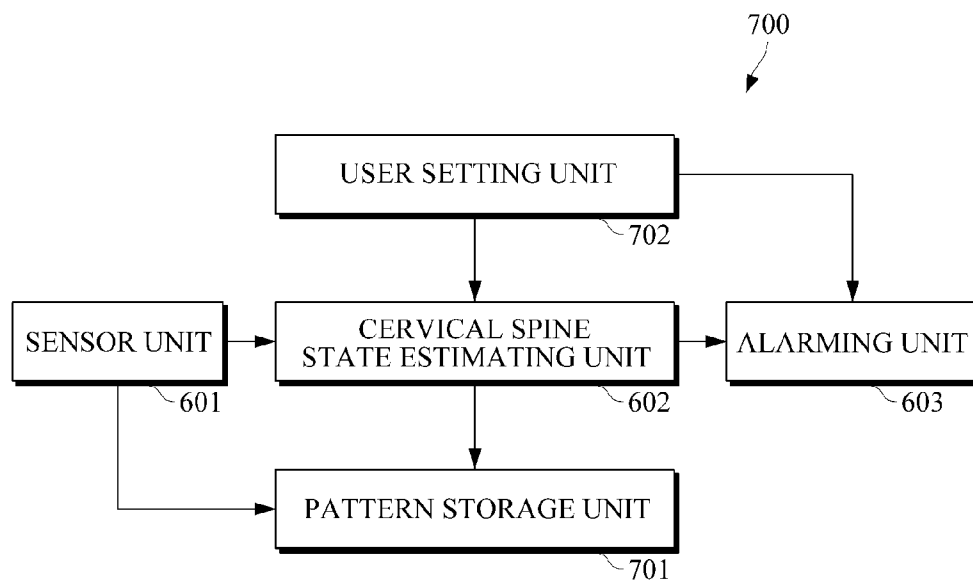 700
USER SETTING UNIT
702
SENSOR UNIT
601
CERVICAL SPINE
STATE ESTIMATING UNIT
602
ALARMING UNIT
603
PATTERN STORAGE UNIT
701